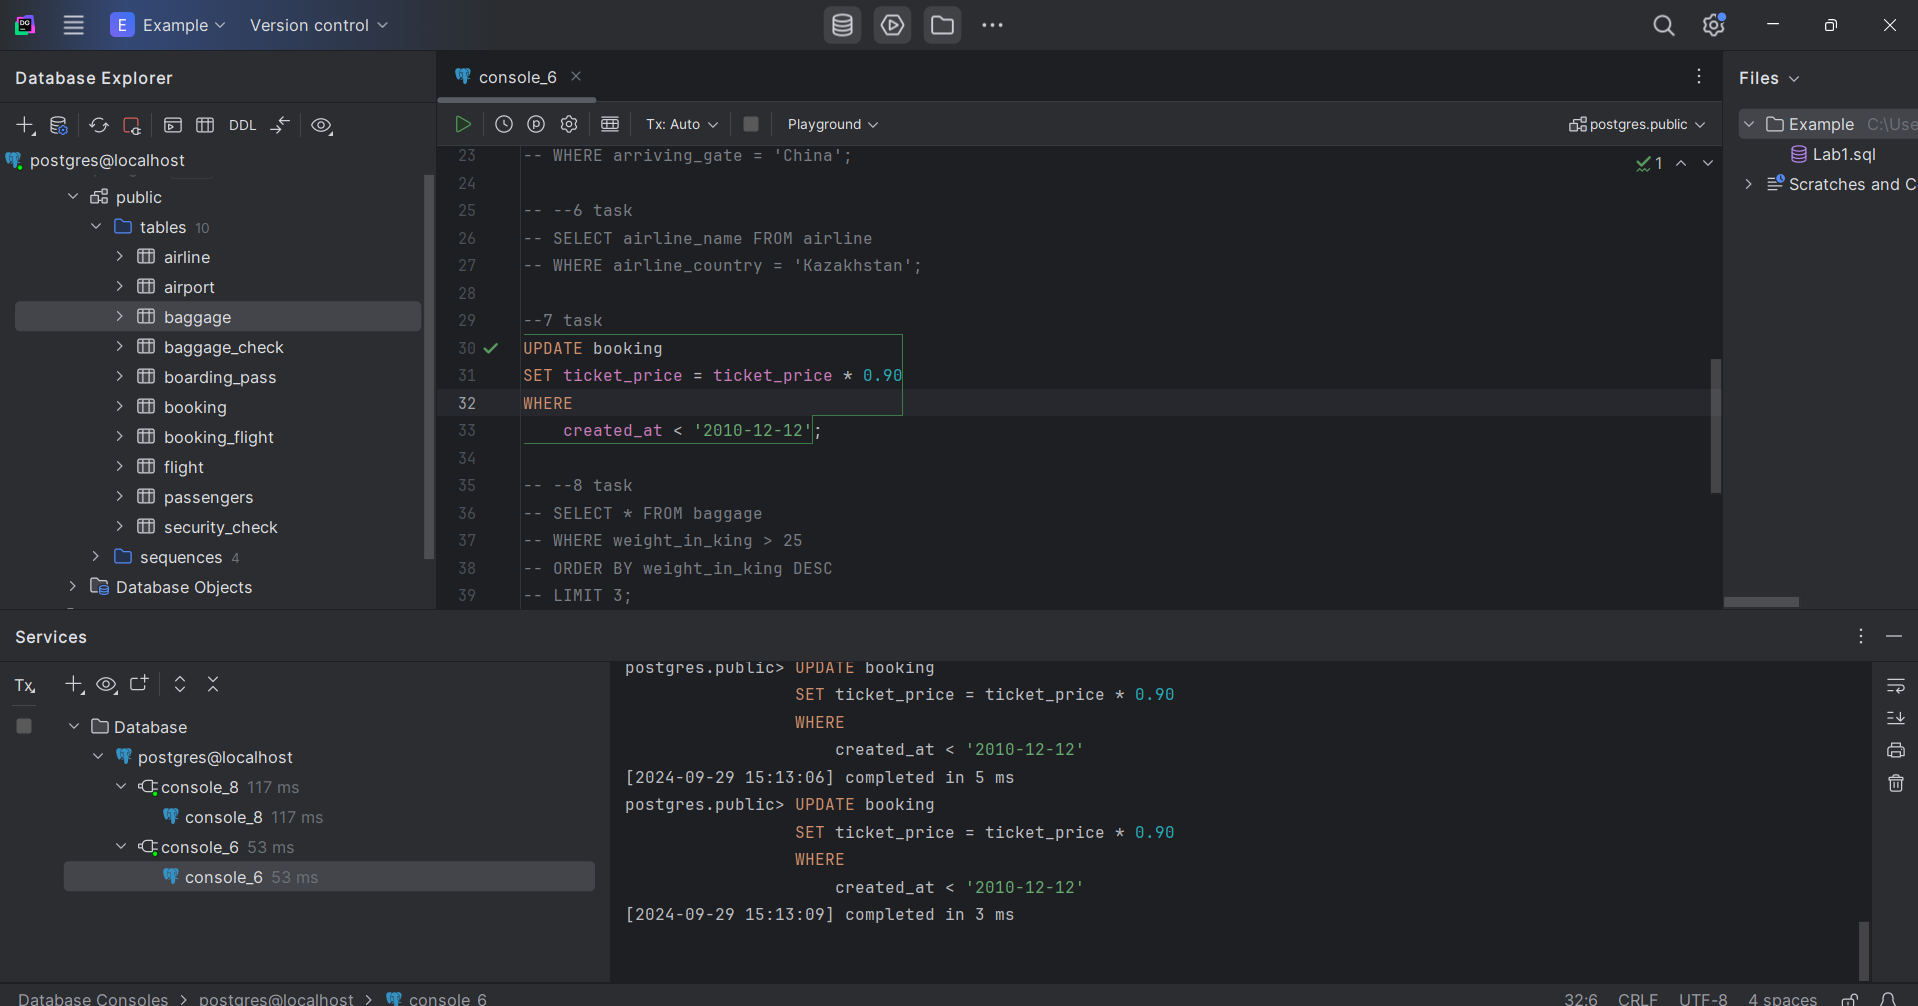 E Example Version control
Database Explorer
DDL
postgres@localhost
public
tables 10
airline
airport
baggage
baggage_check
boarding_pass
booking
booking_flight
flight
passengers
security_check
sequences 4
Database Objects
console_6
Tx: Auto Playground postgres.public
1
23 -- WHERE arriving_gate = 'China';
24
25 -- --6 task
26 -- SELECT airline_name FROM airline
27 -- WHERE airline_country = 'Kazakhstan';
28
29 --7 task
30 UPDATE booking
31 SET ticket_price = ticket_price * 0.90
32 WHERE
33 created_at < '2010-12-12';
34
35 -- --8 task
36 -- SELECT * FROM baggage
37 -- WHERE weight_in_king > 25
38 -- ORDER BY weight_in_king DESC
39 -- LIMIT 3;
Files
Example C:\Use
Lab1.sql
Scratches and C
Services
Tx
Database
postgres@localhost
console_8 117 ms
console_8 117 ms
console_6 53 ms
console_6 53 ms
postgres.public> UPDATE booking
SET ticket_price = ticket_price * 0.90
WHERE
created_at < '2010-12-12'
[2024-09-29 15:13:06] completed in 5 ms
postgres.public> UPDATE booking
SET ticket_price = ticket_price * 0.90
WHERE
created_at < '2010-12-12'
[2024-09-29 15:13:09] completed in 3 ms
Database Consoles > postgres@localhost > console_6
32:6 CRLF UTF-8 4 spaces